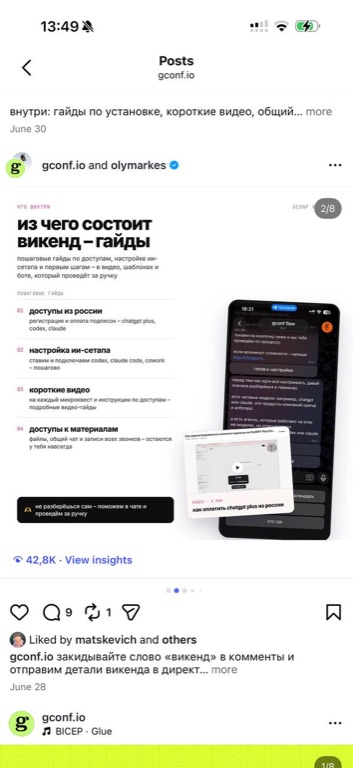 13:49
Posts
gconf.io
внутри: гайды по установке, короткие видео, общий... more
June 30
gconf.io and olymarkes
ЧТО ВНУТРИ
GCONF
2/8
из чего состоит
викенд – гайды
пошаговые гайды по доступам, настройке ии-
сетапа и первым шагам – в видео, шаблонах и
боте, который проведёт за ручку
ПОШАГОВЫЕ ГАЙДЫ
01 доступы из россии
регистрация и оплата подписок – chatgpt plus,
codex, claude
02 настройка ии-сетапа
ставим и подключаем codex, claude code, cowork
– пошагово
03 короткие видео
на каждый микроквест и инструкции по доступам –
подробные видео-гайды
04 доступы к материалам
файлы, общий чат и записи всех звонков – остаются
у тебя навсегда
не разберёшься сам – поможем в чате и
проведём за ручку
18:21
gconf flow
готов к настройке
как оплатить chatgpt plus из россии
кто где
42,8K · View insights
9
1
Liked by matskevich and others
gconf.io закидывайте слово «викенд» в комменты и
отправим детали викенда в директ... more
June 28
gconf.io
BICEP · Glue
1/8